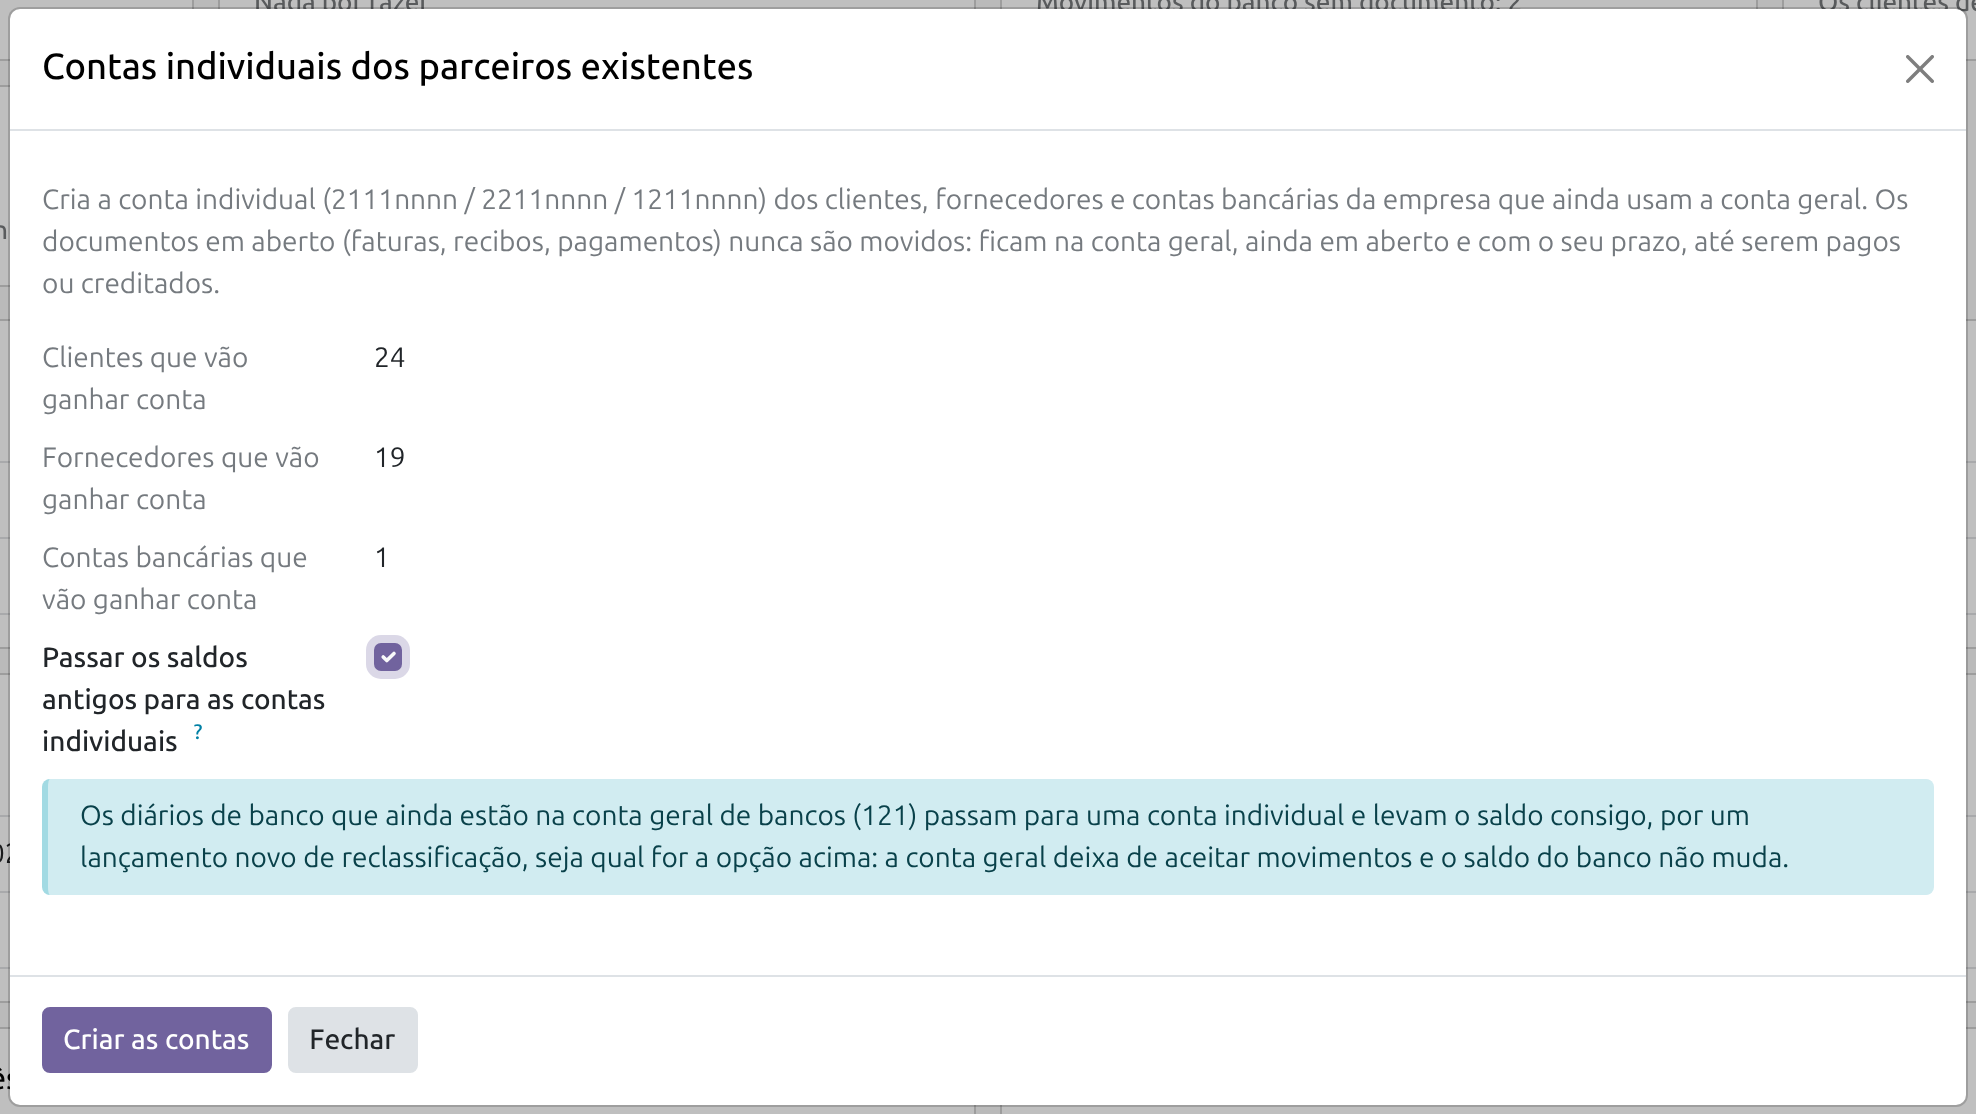 Contas individuais dos parceiros existentes
Cria a conta individual (2111nnnn / 2211nnnn / 1211nnnn) dos clientes, fornecedores e contas bancárias da empresa que ainda usam a conta geral. Os
documentos em aberto (faturas, recibos, pagamentos) nunca são movidos: ficam na conta geral, ainda em aberto e com o seu prazo, até serem pagos
ou creditados.
Clientes que vão 24
ganhar conta
Fornecedores que vão 19
ganhar conta
Contas bancárias que 1
vão ganhar conta
Passar os saldos
antigos para as contas
individuais ?
Os diários de banco que ainda estão na conta geral de bancos (121) passam para uma conta individual e levam o saldo consigo, por um
lançamento novo de reclassificação, seja qual for a opção acima: a conta geral deixa de aceitar movimentos e o saldo do banco não muda.
Criar as contas Fechar